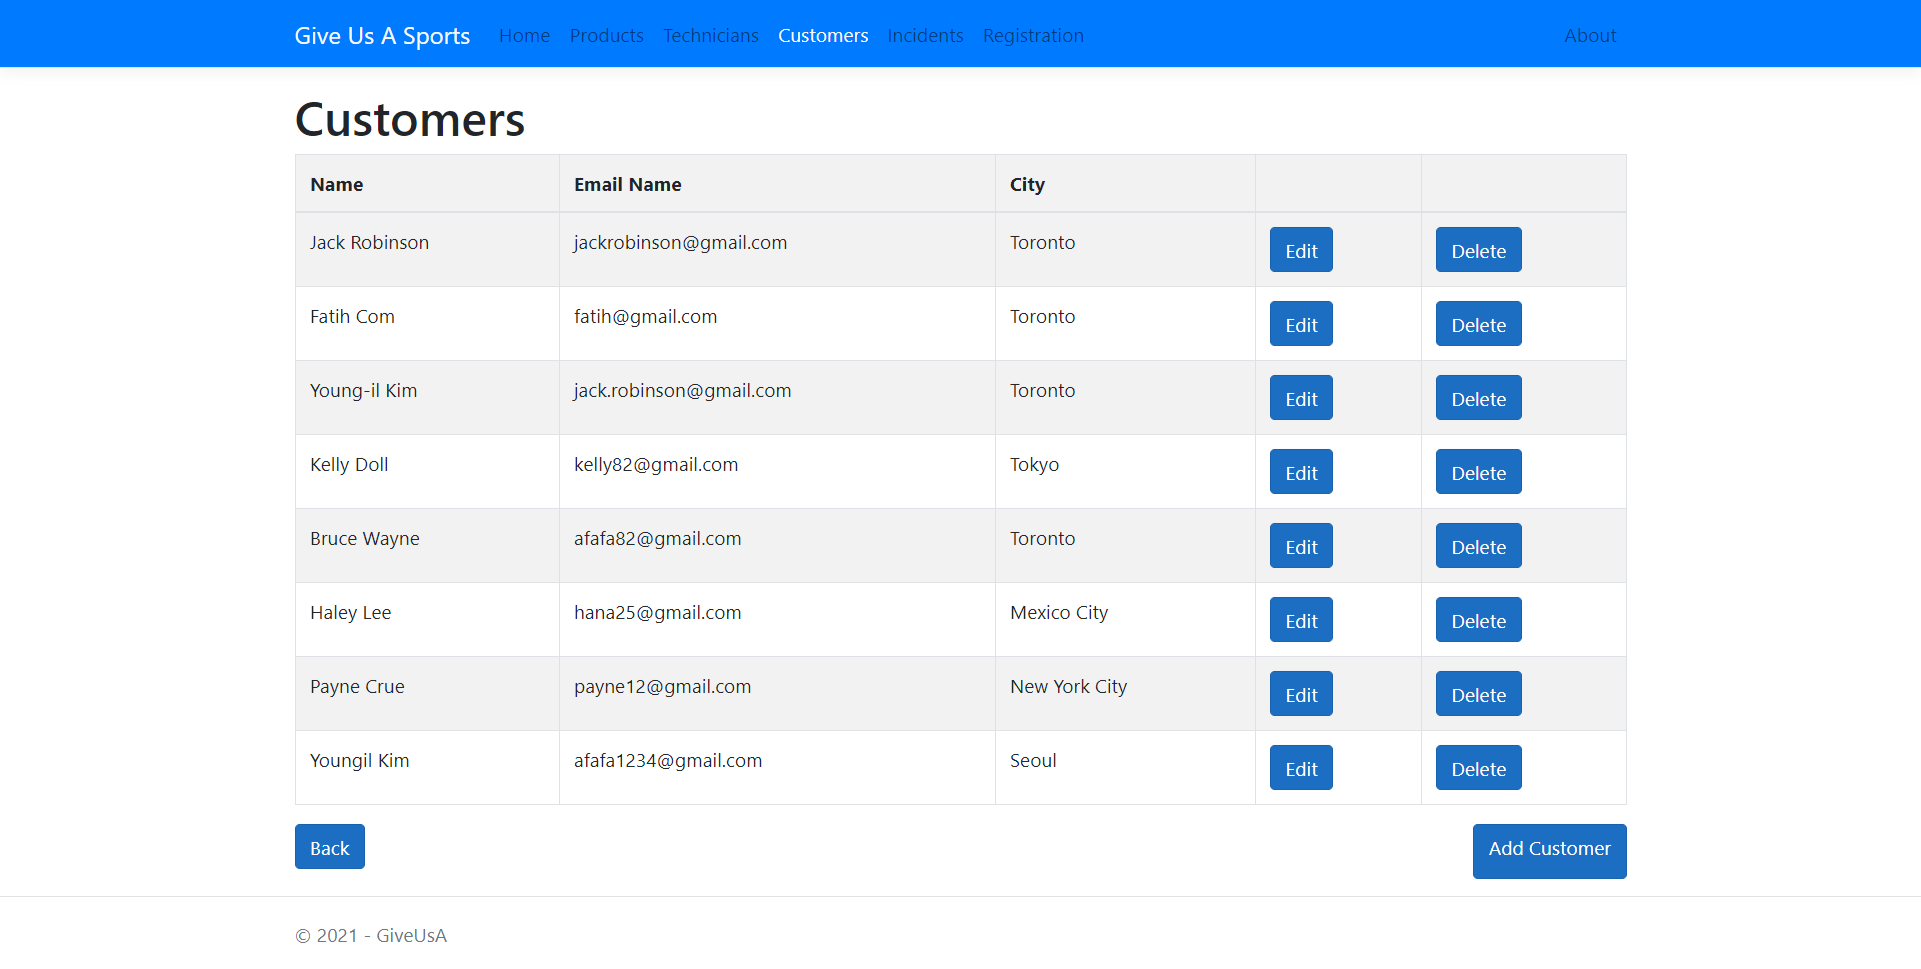 Give Us A Sports Home Products Technicians Customers Incidents Registration About
Customers
Name Email Name City
Jack Robinson jackrobinson@gmail.com Toronto Edit Delete
Fatih Com fatih@gmail.com Toronto Edit Delete
Young-il Kim jack.robinson@gmail.com Toronto Edit Delete
Kelly Doll kelly82@gmail.com Tokyo Edit Delete
Bruce Wayne afafa82@gmail.com Toronto Edit Delete
Haley Lee hana25@gmail.com Mexico City Edit Delete
Payne Crue payne12@gmail.com New York City Edit Delete
Youngil Kim afafa1234@gmail.com Seoul Edit Delete
Back Add Customer
© 2021 - GiveUsA